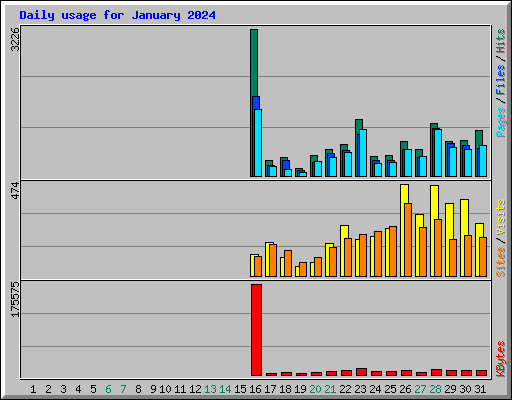 Daily usage for January 2024
3226
Pages / Files / Hits
474
Sites / Visits
175575
KBytes
1 2 3 4 5 6 7 8 9 10 11 12 13 14 15 16 17 18 19 20 21 22 23 24 25 26 27 28 29 30 31